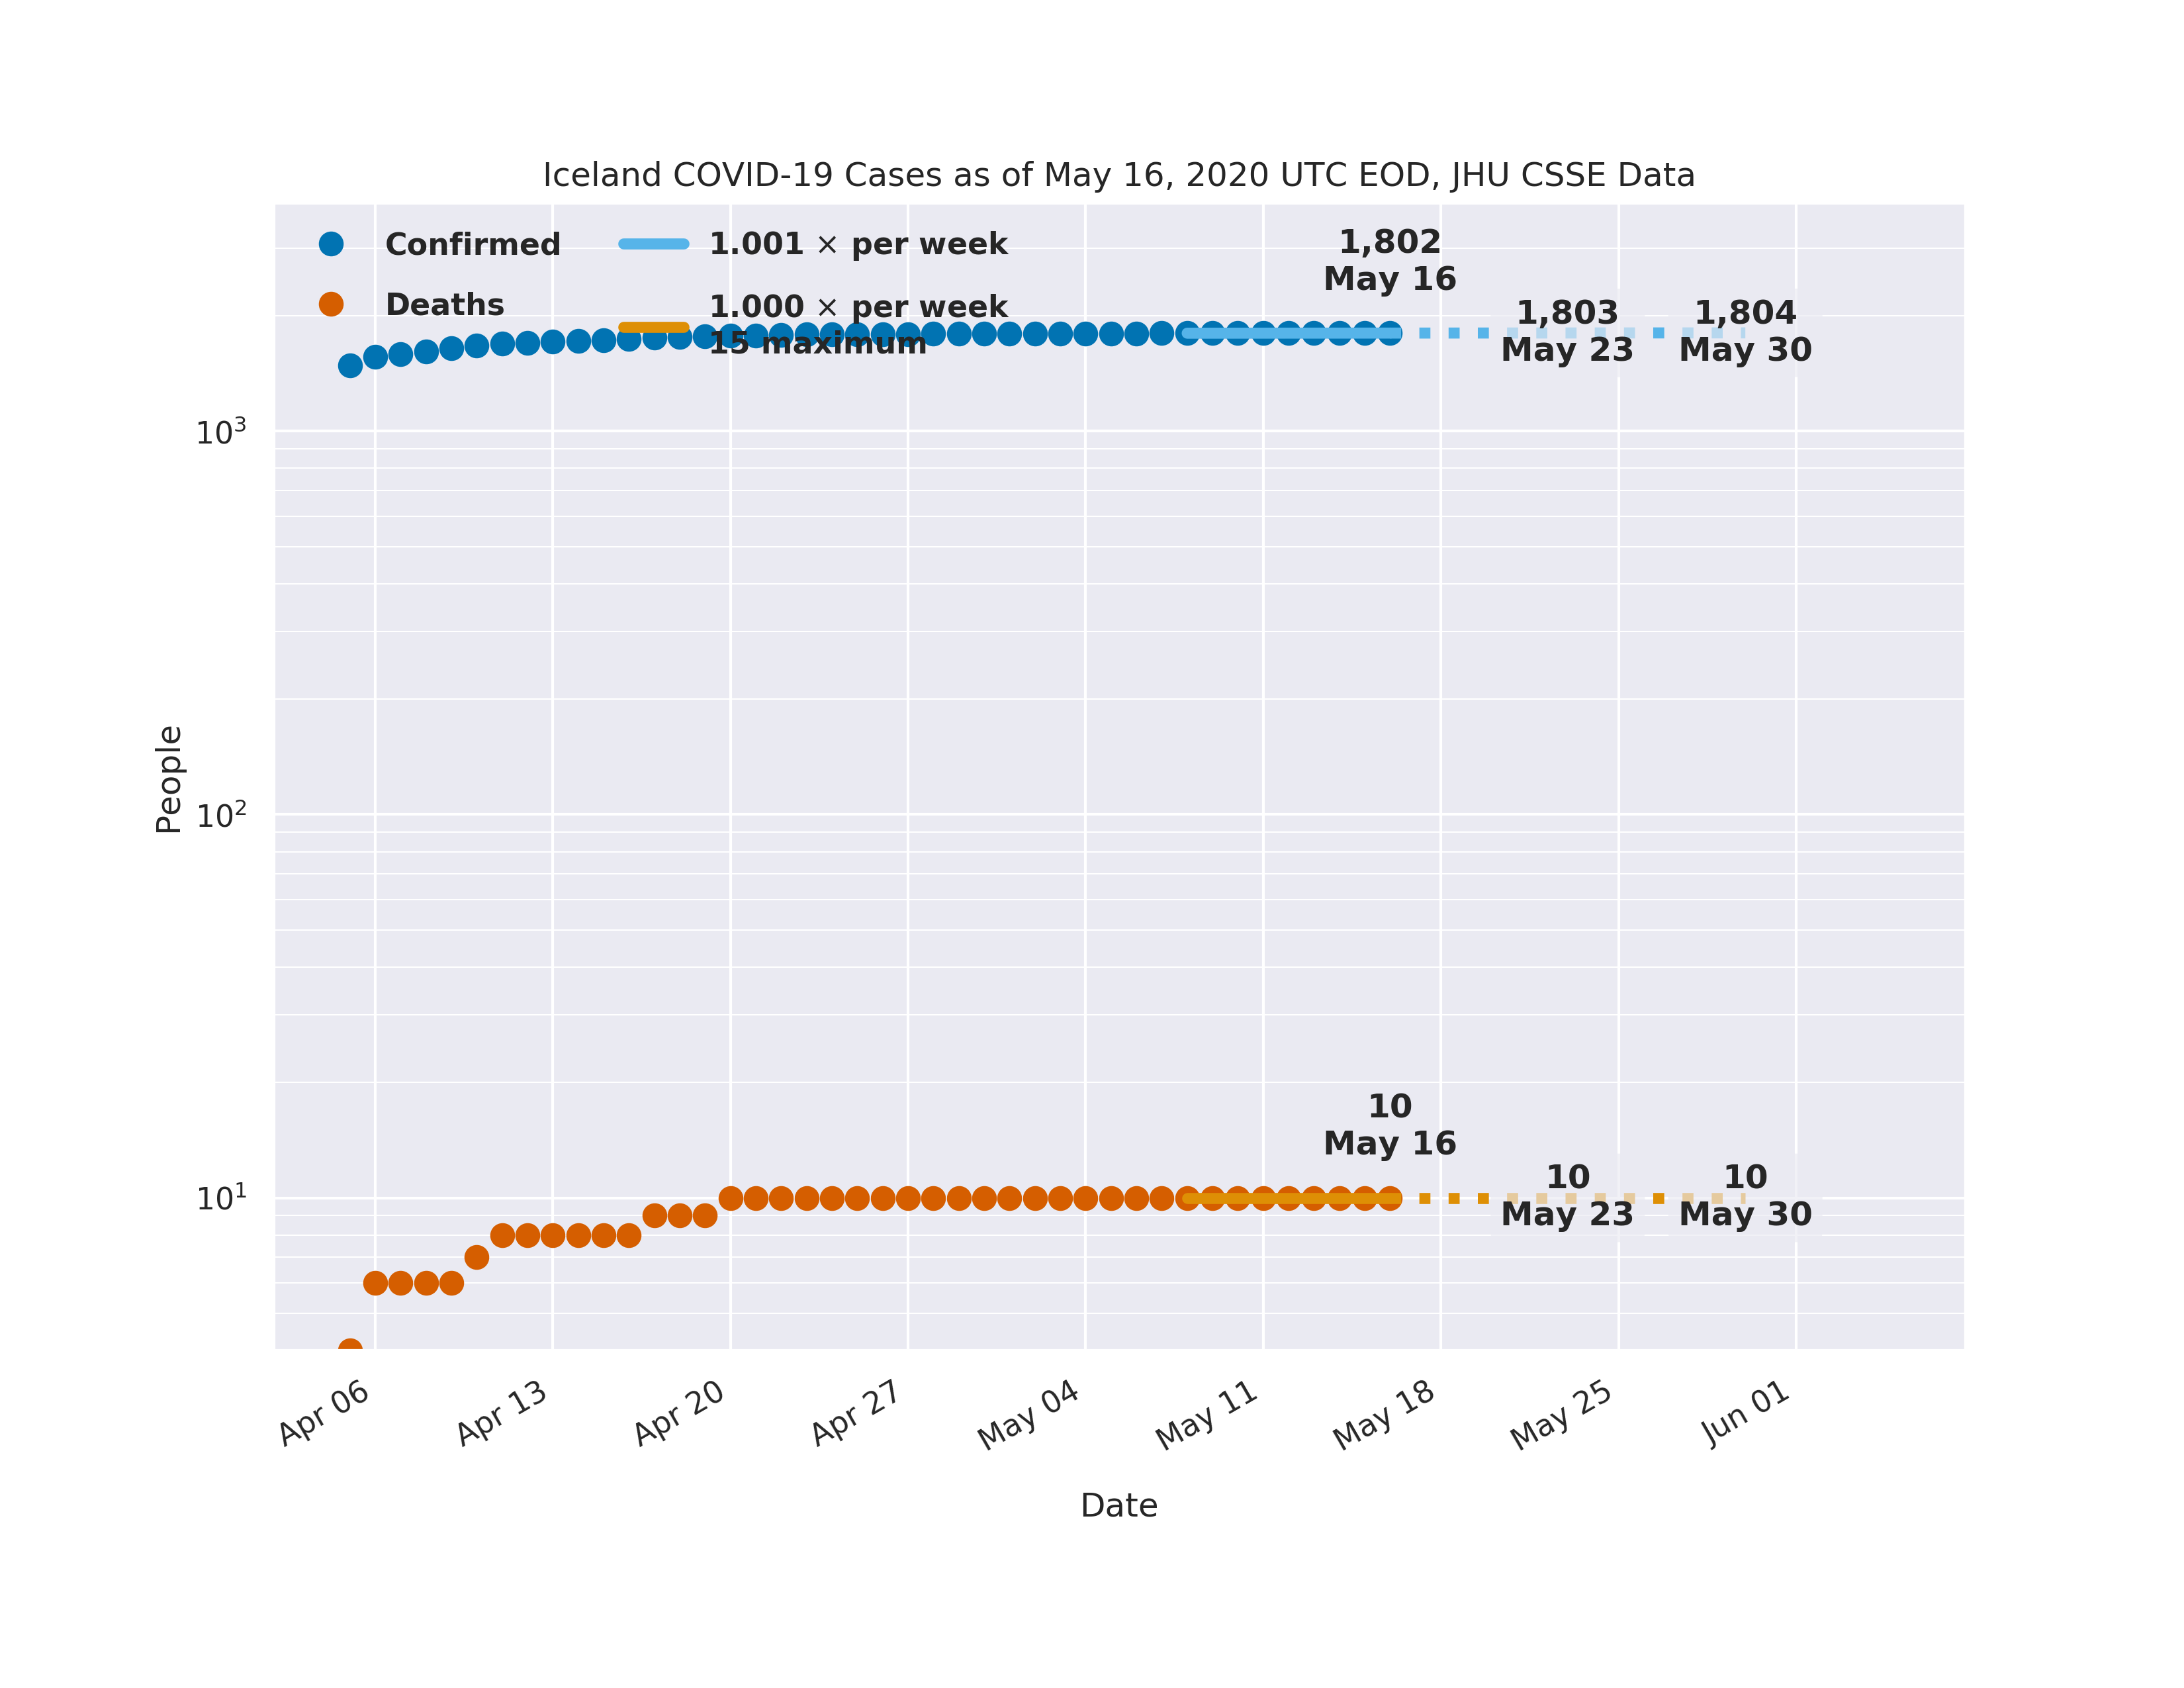 Iceland COVID-19 Cases as of May 16, 2020 UTC EOD, JHU CSSE Data
Confirmed
Deaths
1.001 × per week
1.000 × per week
15 maximum
1,802
May 16
1,803
May 23
1,804
May 30
10
May 16
10
May 23
10
May 30
People
10³
10²
10¹
Apr 06
Apr 13
Apr 20
Apr 27
May 04
May 11
May 18
May 25
Jun 01
Date